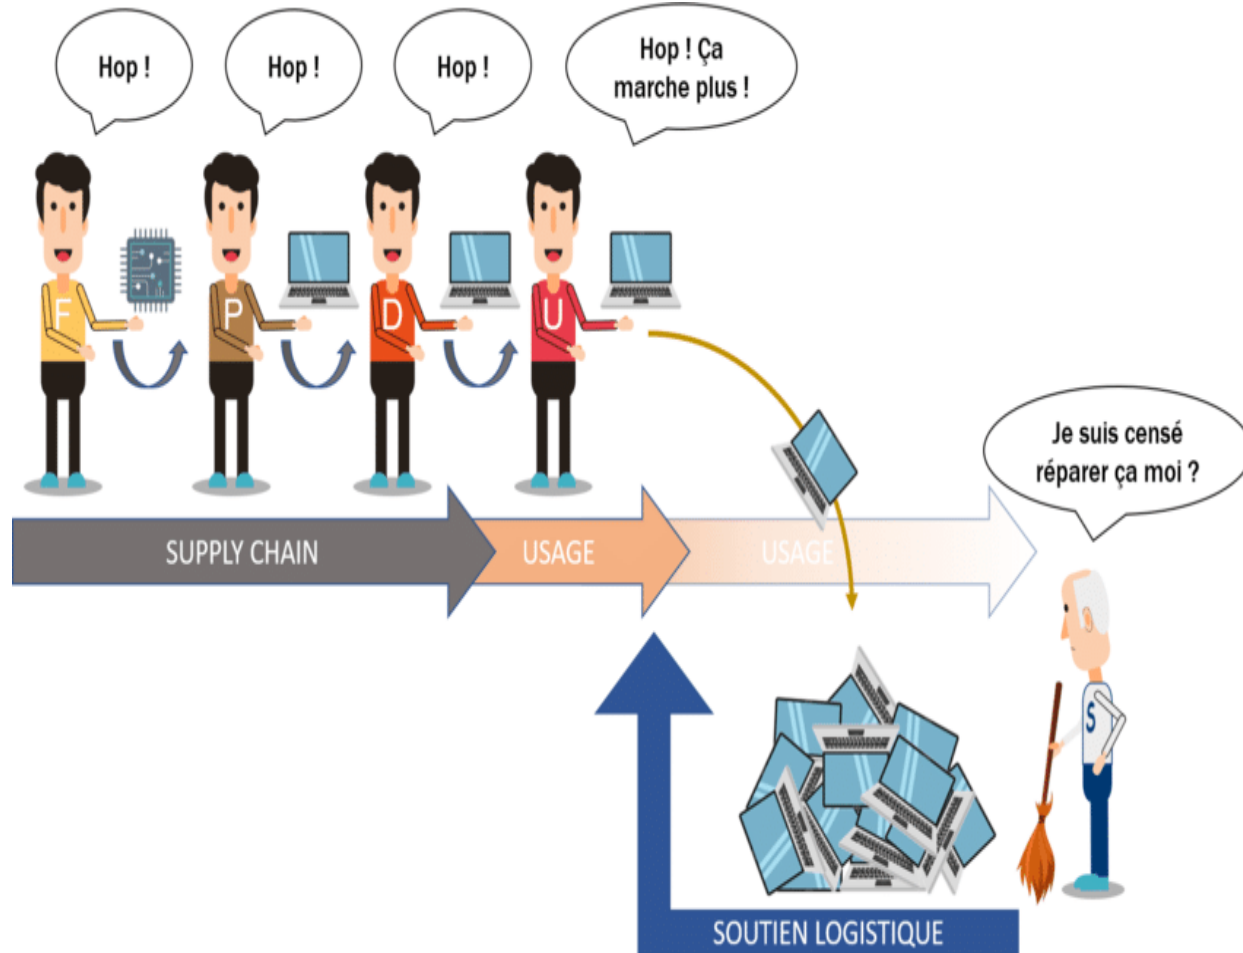 Hop !
Hop !
Hop !
Hop ! Ça
marche plus !
F
P
D
U
Je suis censé
réparer ça moi ?
SUPPLY CHAIN
USAGE
USAGE
S
SOUTIEN LOGISTIQUE